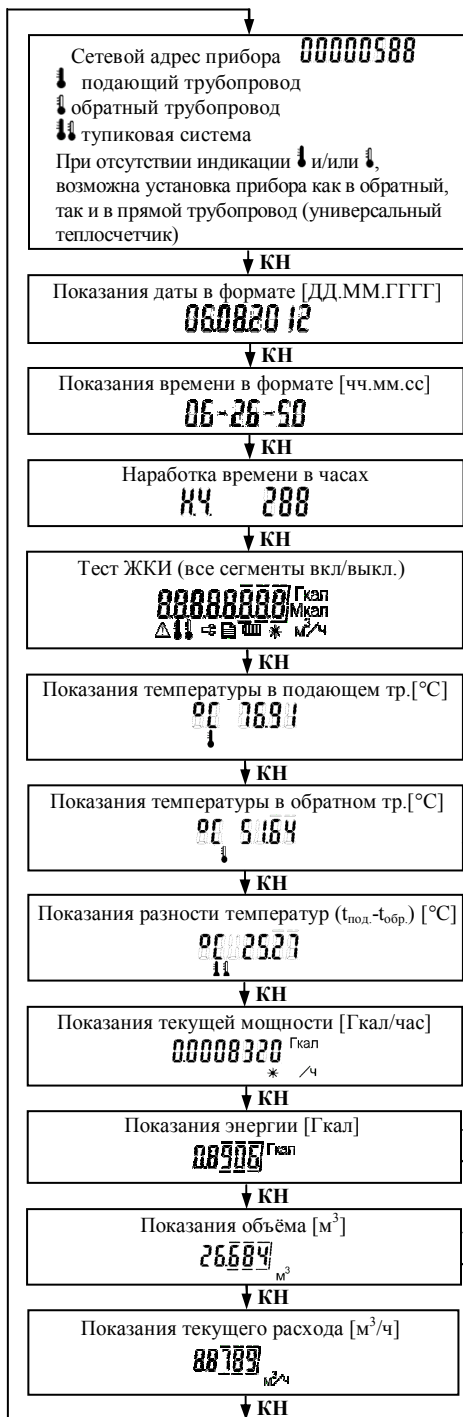 Сетевой адрес прибора 00000588
подающий трубопровод
обратный трубопровод
тупиковая система
При отсутствии индикации и/или ,
возможна установка прибора как в обратный,
так и в прямой трубопровод (универсальный
теплосчетчик)
КН
Показания даты в формате [ДД.ММ.ГГГГ]
06.08.2012
КН
Показания времени в формате [чч.мм.сс]
06-26-50
КН
Наработка времени в часах
Н.Ч. 288
КН
Тест ЖКИ (все сегменты вкл/выкл.)
8.8.8.8.8.8.8.8 Гкал
Мкал
м³/ч
КН
Показания температуры в подающем тр.[°C]
°C 76.91
КН
Показания температуры в обратном тр.[°C]
°C 51.64
КН
Показания разности температур (tпод.-tобр.) [°C]
°C 25.27
КН
Показания текущей мощности [Гкал/час]
0.0008320 Гкал
/ч
КН
Показания энергии [Гкал]
0.8906 Гкал
КН
Показания объёма [м³]
26.684 м³
КН
Показания текущего расхода [м³/ч]
м³/ч
КН